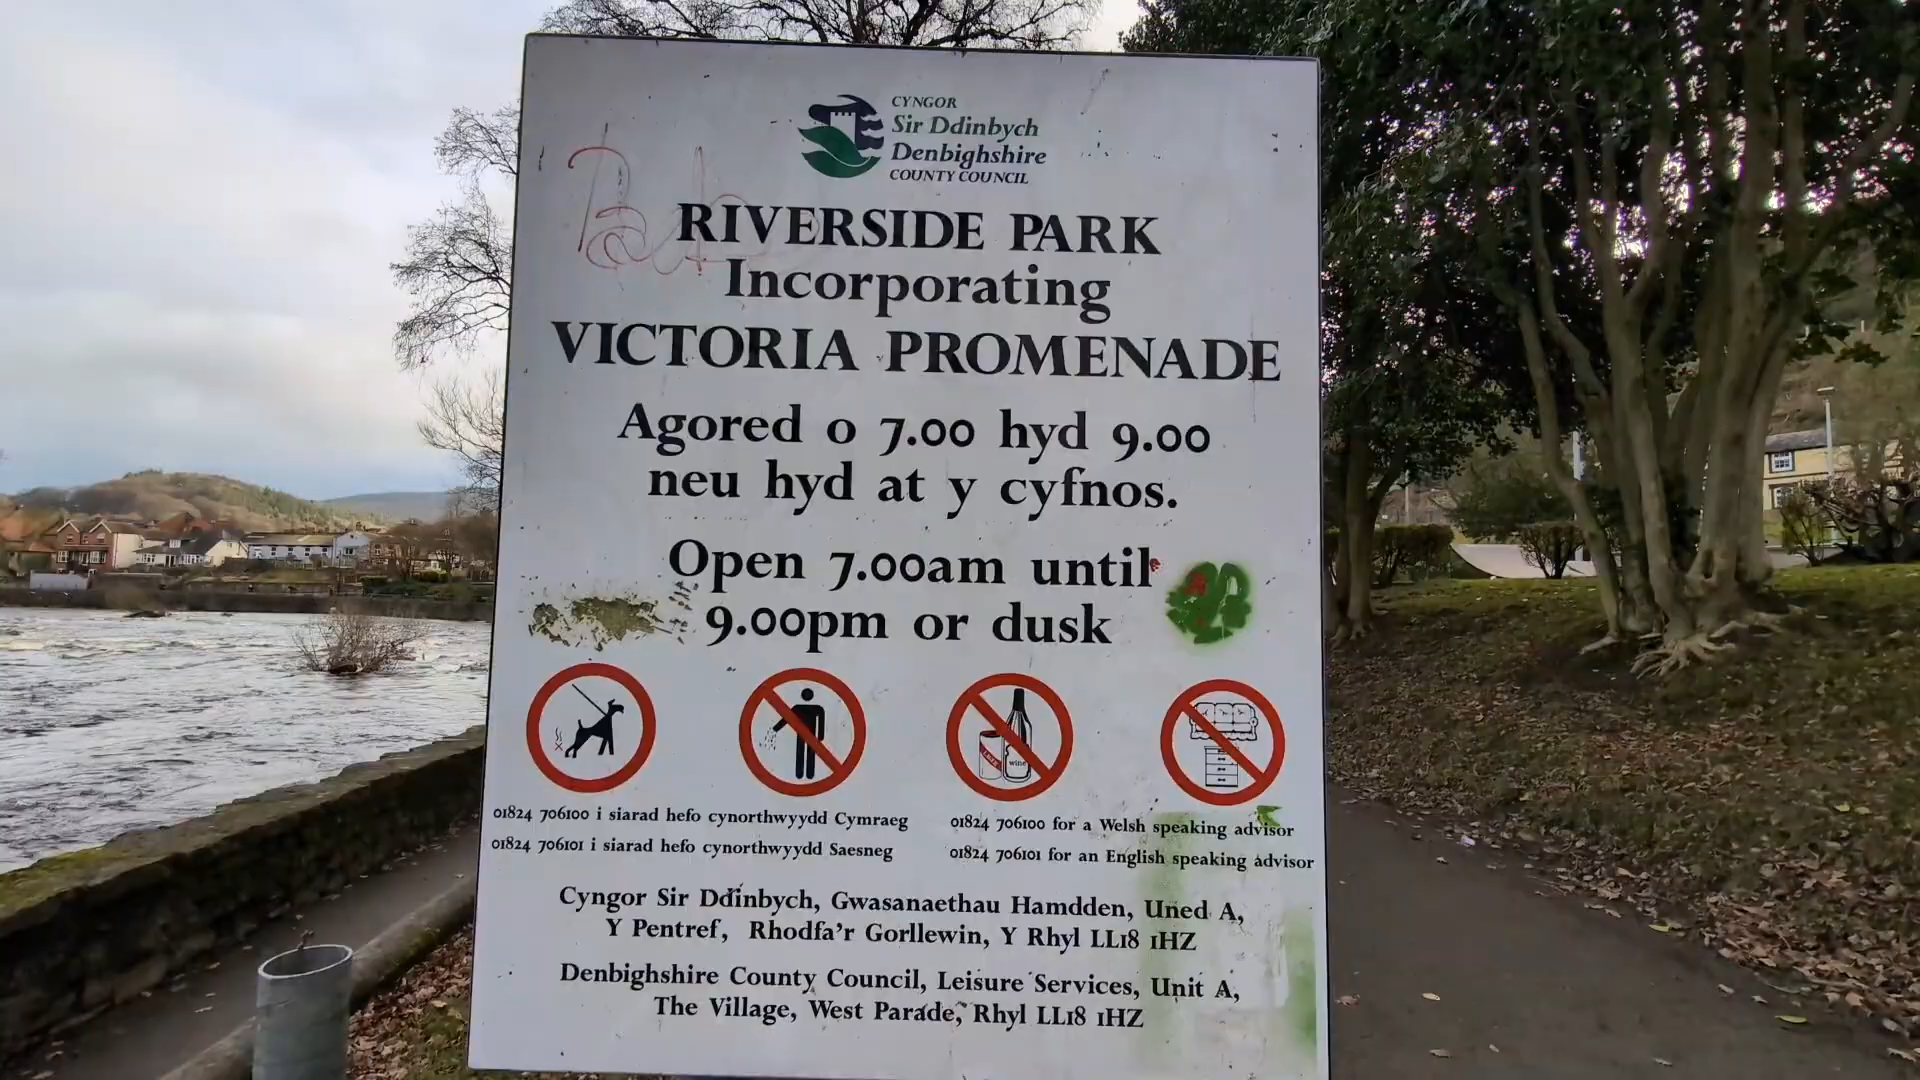 CYNGOR
Sir Ddinbych
Denbighshire
COUNTY COUNCIL
RIVERSIDE PARK
Incorporating
VICTORIA PROMENADE
Agored o 7.00 hyd 9.00
neu hyd at y cyfnos.
Open 7.00am until
9.00pm or dusk
wine
01824 706100 i siarad hefo cynorthwyydd Cymraeg
01824 706101 i siarad hefo cynorthwyydd Saesneg
01824 706100 for a Welsh speaking advisor
01824 706101 for an English speaking advisor
Cyngor Sir Ddinbych, Gwasanaethau Hamdden, Uned A,
Y Pentref, Rhodfa'r Gorllewin, Y Rhyl LL18 1HZ
Denbighshire County Council, Leisure Services, Unit A,
The Village, West Parade, Rhyl LL18 1HZ